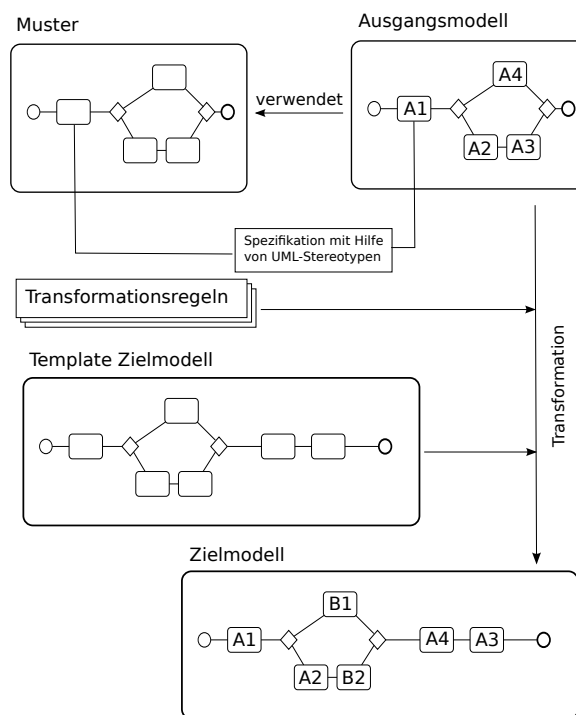 Muster
Ausgangsmodell
A4
A1
A2
A3
verwendet
Spezifikation mit Hilfe
von UML-Stereotypen
Transformationsregeln
Transformation
Template Zielmodell
Zielmodell
B1
A1
A4
A3
A2
B2